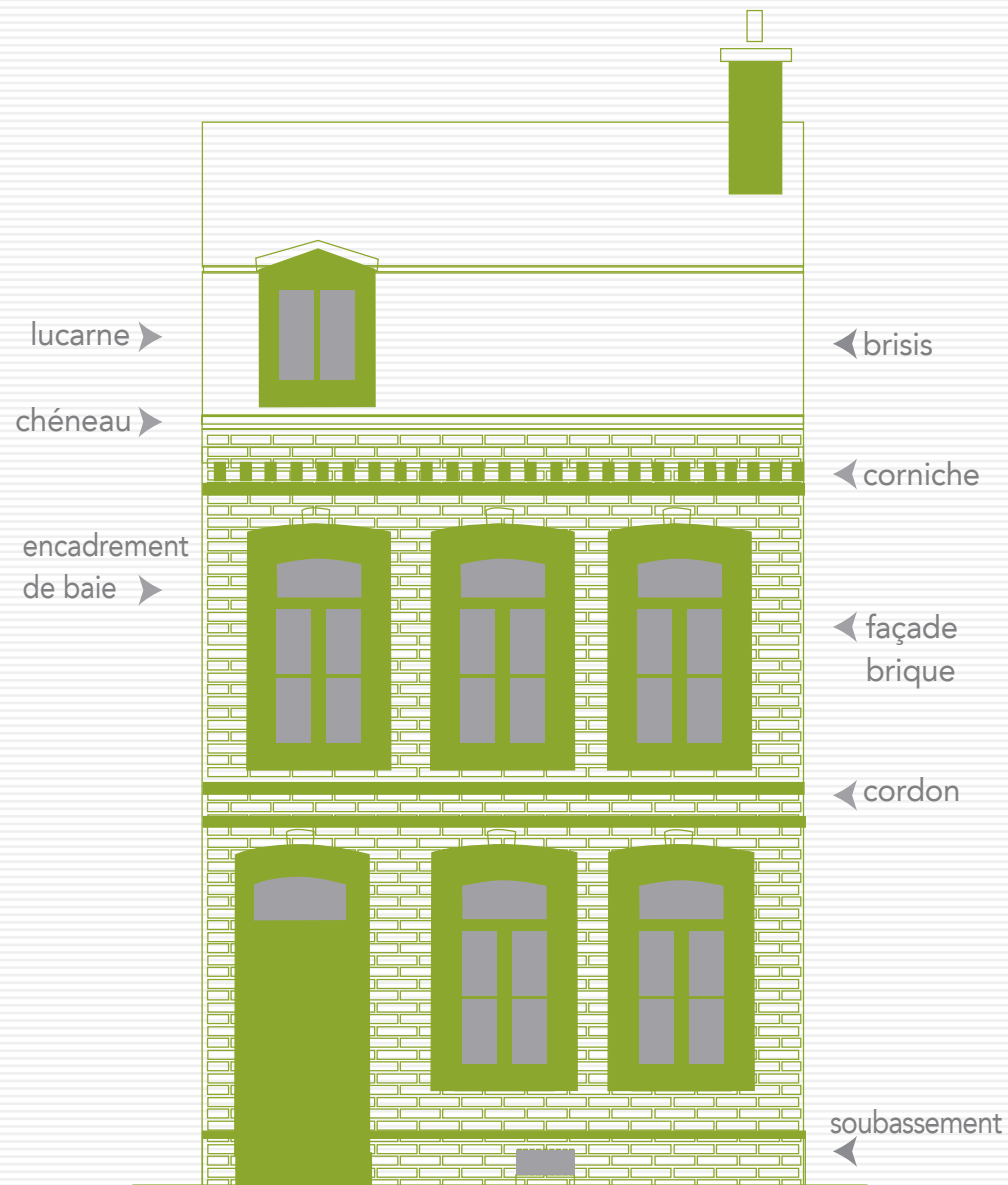 lucarne
brisis
chéneau
corniche
encadrement
de baie
façade
brique
cordon
soubassement